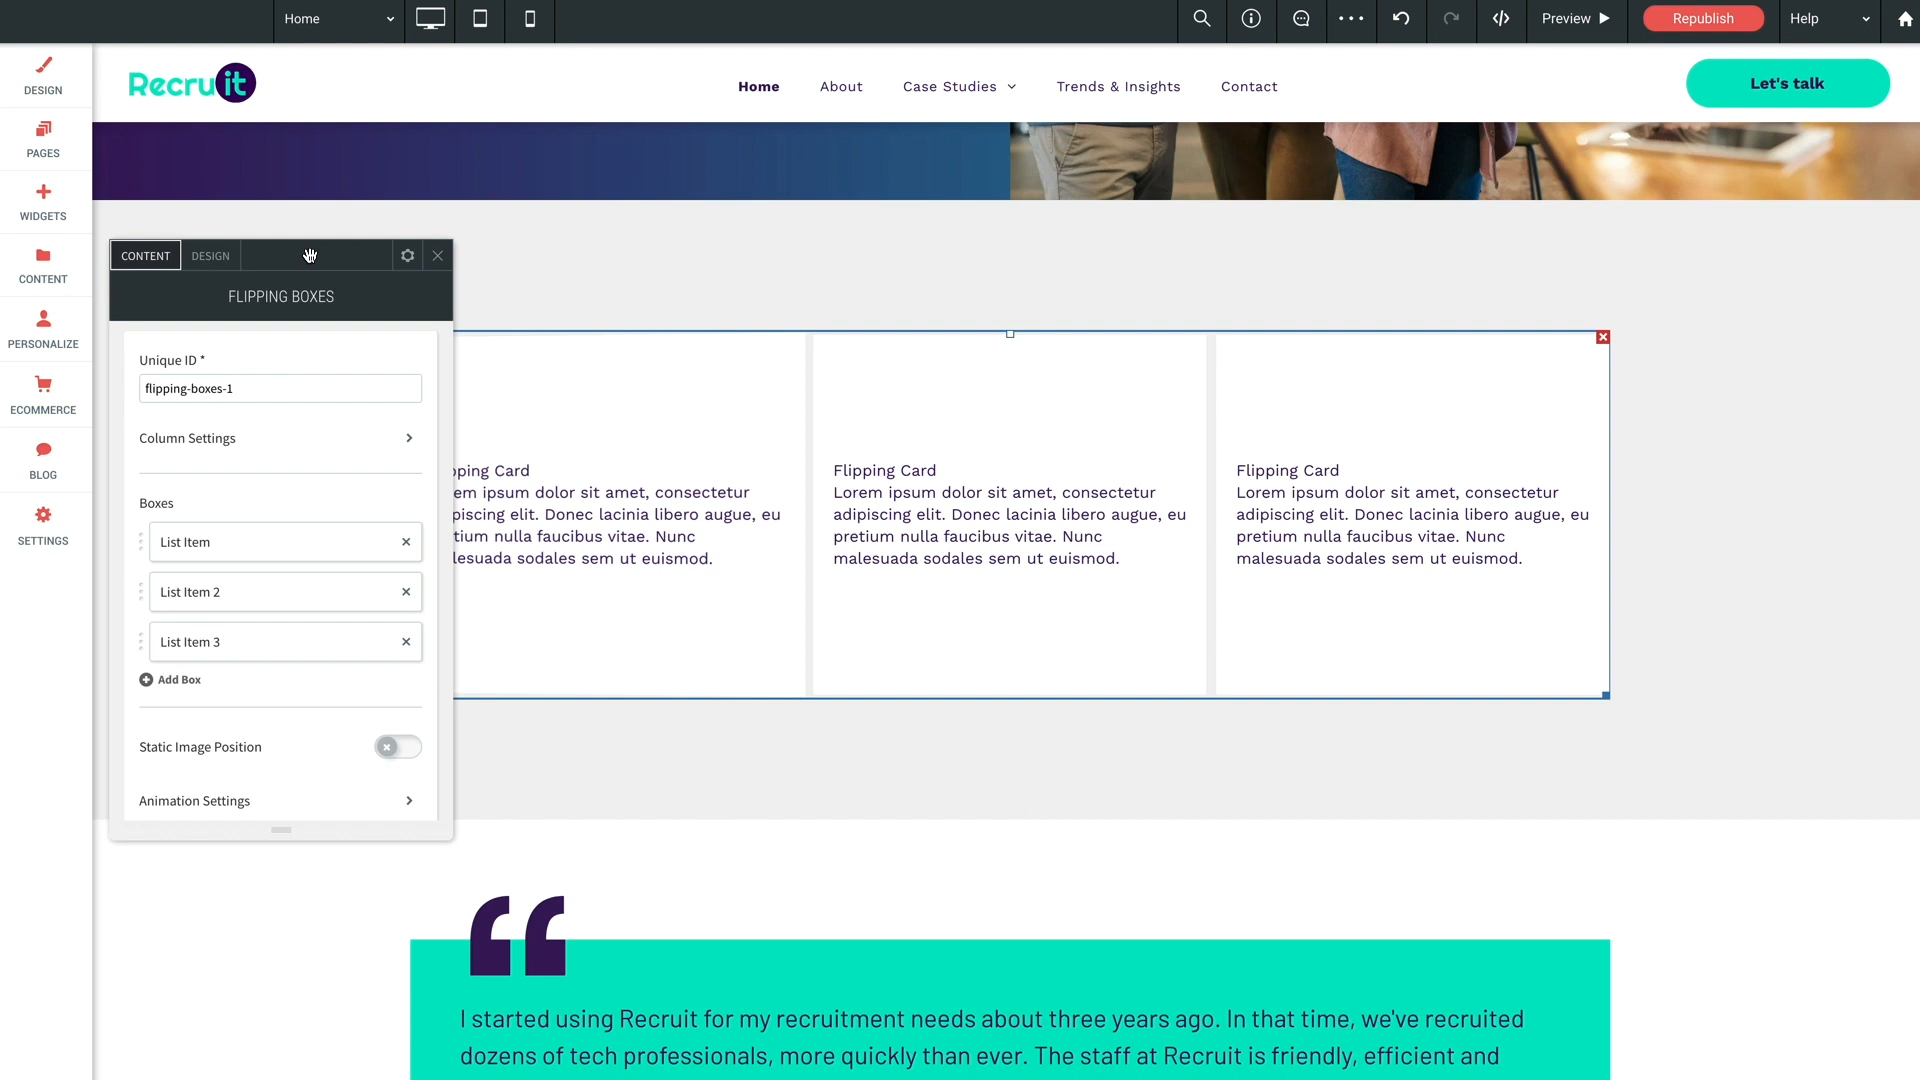 Home
Preview
Republish
Help
DESIGN
PAGES
WIDGETS
CONTENT
PERSONALIZE
ECOMMERCE
BLOG
SETTINGS
Recruit
Home
About
Case Studies
Trends & Insights
Contact
Let's talk
CONTENT
DESIGN
FLIPPING BOXES
Unique ID *
flipping-boxes-1
Column Settings
Boxes
List Item
List Item 2
List Item 3
Add Box
Static Image Position
Animation Settings
pping Card
em ipsum dolor sit amet, consectetur
piscing elit. Donec lacinia libero augue, eu
tium nulla faucibus vitae. Nunc
lesuada sodales sem ut euismod.
Flipping Card
Lorem ipsum dolor sit amet, consectetur
adipiscing elit. Donec lacinia libero augue, eu
pretium nulla faucibus vitae. Nunc
malesuada sodales sem ut euismod.
Flipping Card
Lorem ipsum dolor sit amet, consectetur
adipiscing elit. Donec lacinia libero augue, eu
pretium nulla faucibus vitae. Nunc
malesuada sodales sem ut euismod.
I started using Recruit for my recruitment needs about three years ago. In that time, we've recruited
dozens of tech professionals, more quickly than ever. The staff at Recruit is friendly, efficient and